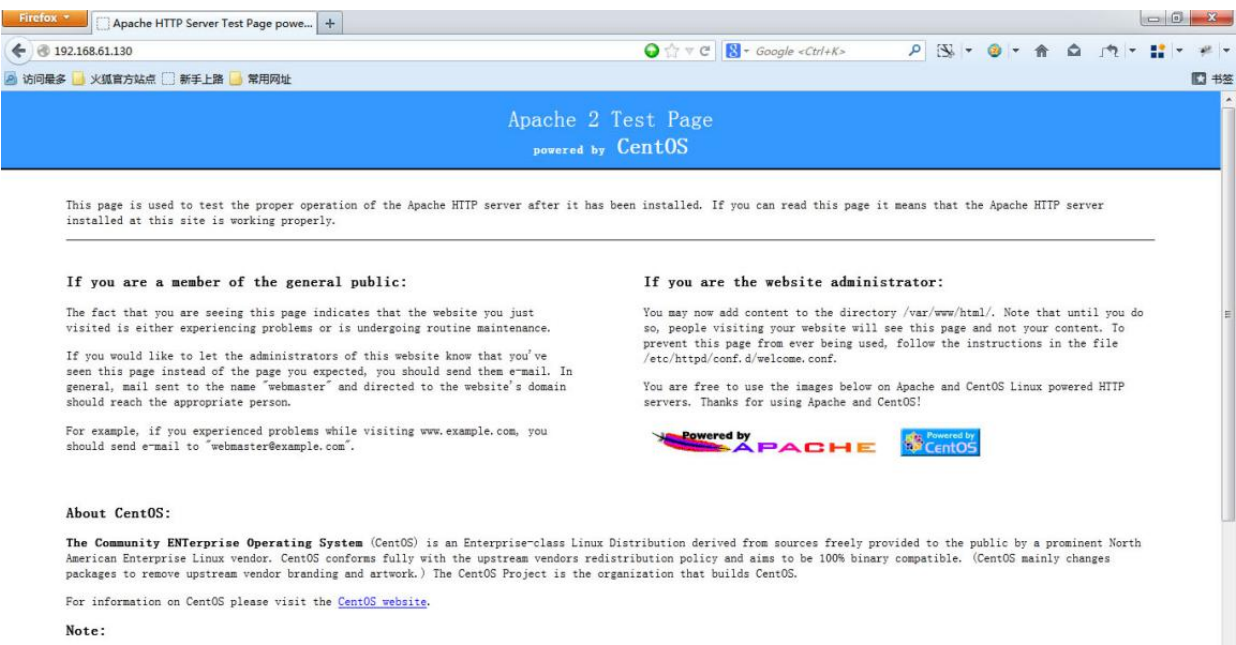 Firefox
Apache HTTP Server Test Page powe...
192.168.61.130
Google <Ctrl+K>
访问最多 火狐官方站点 新手上路 常用网址
书签
Apache 2 Test Page
powered by CentOS
This page is used to test the proper operation of the Apache HTTP server after it has been installed. If you can read this page it means that the Apache HTTP server
installed at this site is working properly.
If you are a member of the general public:
The fact that you are seeing this page indicates that the website you just
visited is either experiencing problems or is undergoing routine maintenance.
If you would like to let the administrators of this website know that you've
seen this page instead of the page you expected, you should send them e-mail. In
general, mail sent to the name "webmaster" and directed to the website's domain
should reach the appropriate person.
For example, if you experienced problems while visiting www.example.com, you
should send e-mail to "webmaster@example.com".
If you are the website administrator:
You may now add content to the directory /var/www/html/. Note that until you do
so, people visiting your website will see this page and not your content. To
prevent this page from ever being used, follow the instructions in the file
/etc/httpd/conf.d/welcome.conf.
You are free to use the images below on Apache and CentOS Linux powered HTTP
servers. Thanks for using Apache and CentOS!
Powered by
APACHE
Powered by
CentOS
About CentOS:
The Community ENTerprise Operating System (CentOS) is an Enterprise-class Linux Distribution derived from sources freely provided to the public by a prominent North
American Enterprise Linux vendor. CentOS conforms fully with the upstream vendors redistribution policy and aims to be 100% binary compatible. (CentOS mainly changes
packages to remove upstream vendor branding and artwork.) The CentOS Project is the organization that builds CentOS.
For information on CentOS please visit the CentOS website.
Note: